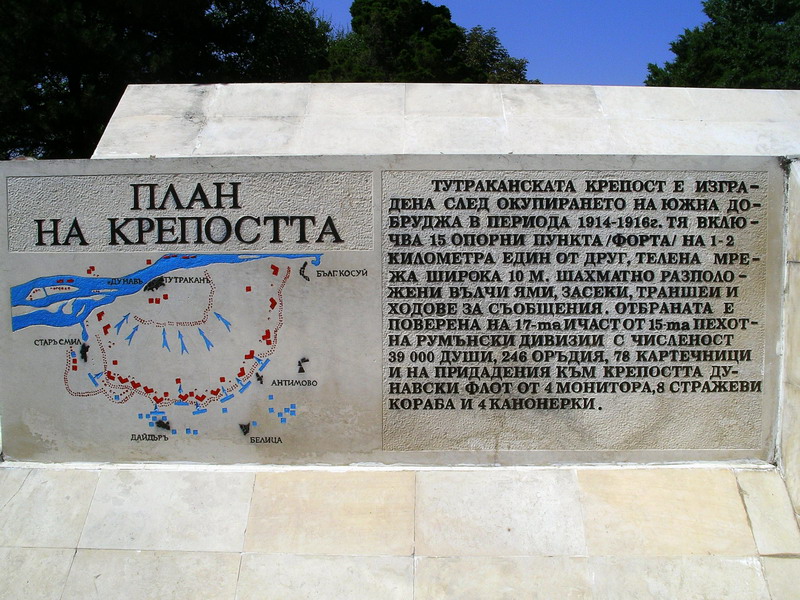 ПЛАН
НА КРЕПОСТТА
ДУНАВЪ
ТУТРАКАНЪ
БЪАГ КОСУЙ
СТАРЪ СМИЛ
АНТИМОВО
ДАЙДЪРЪ
БЕЛИЦА
ТУТРАКАНСКАТА КРЕПОСТ Е ИЗГРА-
ДЕНА СЛЕД ОКУПИРАНЕТО НА ЮЖНА ДО-
БРУДЖА В ПЕРИОДА 1914-1916г. ТЯ ВКЛЮ-
ЧВА 15 ОПОРНИ ПУНКТА /ФОРТА/ НА 1-2
КИЛОМЕТРА ЕДИН ОТ ДРУГ, ТЕЛЕНА МРЕ-
ЖА ШИРОКА 10 М. ШАХМАТНО РАЗПОЛО-
ЖЕНИ ВЪЛЧИ ЯМИ, ЗАСЕКИ, ТРАНШЕИ И
ХОДОВЕ ЗА СЪОБЩЕНИЯ. ОТБРАНАТА Е
ПОВЕРЕНА НА 17-та И ЧАСТ ОТ 15-та ПЕХОТ-
НА РУМЪНСКИ ДИВИЗИИ С ЧИСЛЕНОСТ
39 000 ДУШИ, 246 ОРЪДИЯ, 78 КАРТЕЧНИЦИ
И НА ПРИДАДЕНИЯ КЪМ КРЕПОСТТА ДУ-
НАВСКИ ФЛОТ ОТ 4 МОНИТОРА, 8 СТРАЖЕВИ
КОРАБА И 4 КАНОНЕРКИ.